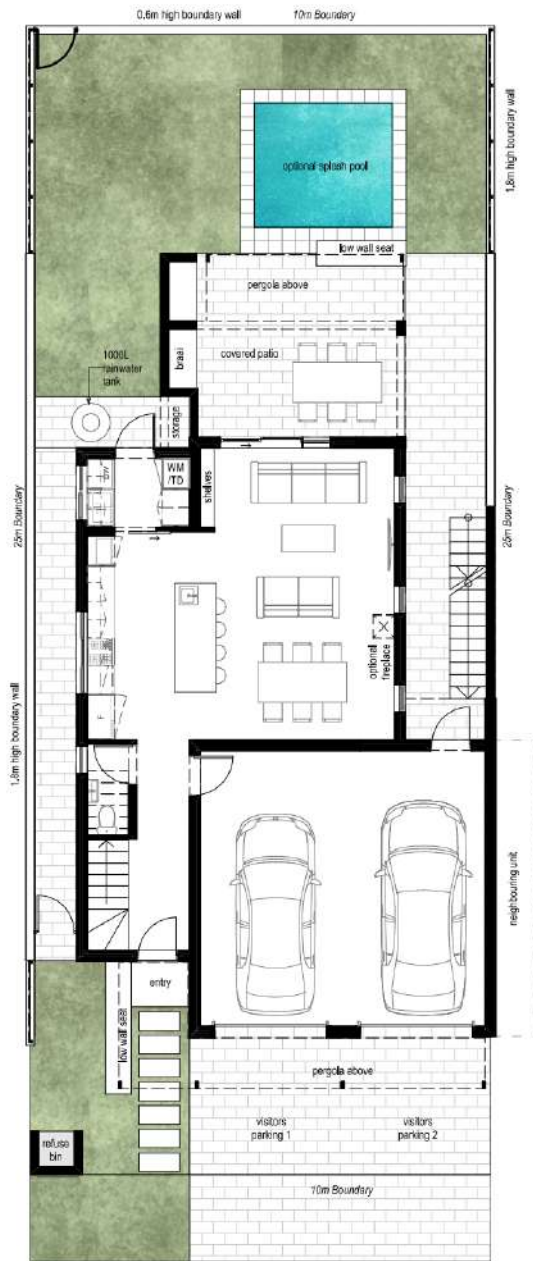 0.6m high boundary wall
10m Boundary
1.8m high boundary wall
optional splash pool
low wall seat
pergola above
covered patio
braai
1000L
rainwater
tank
storage
WM
/TD
DW
shelves
25m Boundary
25m Boundary
optional
fireplace
F
1.8m high boundary wall
neighbouring unit
entry
low wall seat
pergola above
visitors
parking 1
visitors
parking 2
refuse
bin
10m Boundary